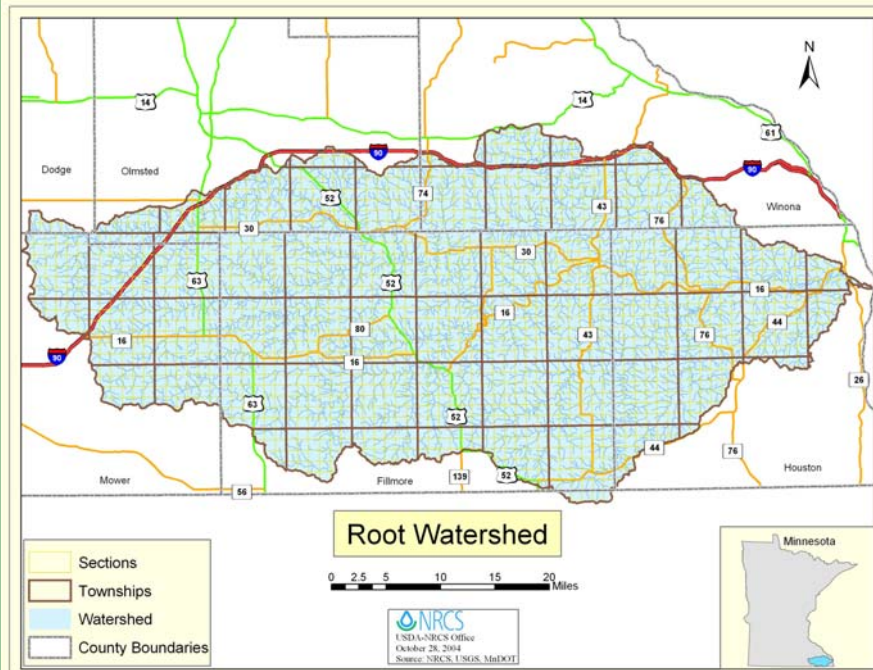 N
14
14
61
90
Dodge
Olmsted
52
74
90
43
Winona
76
30
30
63
52
16
16
80
43
76
44
16
16
90
26
63
52
44
76
Mower
56
Fillmore
139
52
Houston
Root Watershed
Minnesota
Sections
Townships
Watershed
County Boundaries
0 2.5 5 10 15 20
Miles
NRCS
USDA-NRCS Office
October 28, 2004
Source: NRCS, USGS, MnDOT